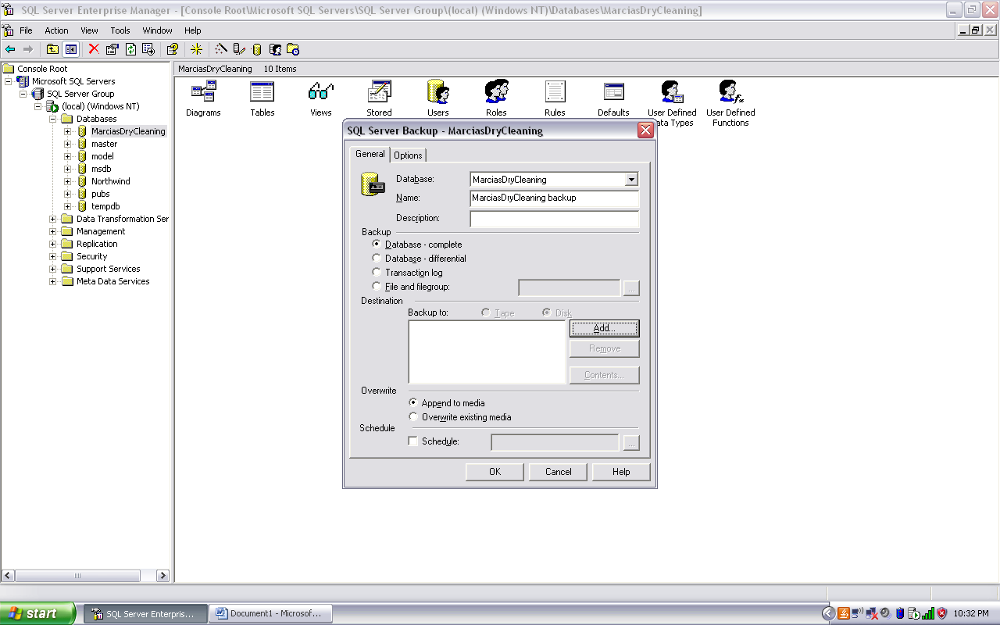 SQL Server Enterprise Manager - [Console Root\Microsoft SQL Servers\SQL Server Group\(local) (Windows NT)\Databases\MarciasDryCleaning]
File Action View Tools Window Help
Console Root
Microsoft SQL Servers
SQL Server Group
(local) (Windows NT)
Databases
MarciasDryCleaning
master
model
msdb
Northwind
pubs
tempdb
Data Transformation Ser
Management
Replication
Security
Support Services
Meta Data Services
MarciasDryCleaning 10 Items
Diagrams Tables Views Stored Users Roles Rules Defaults User Defined User Defined
ata Types Functions
SQL Server Backup - MarciasDryCleaning
General Options
Database: MarciasDryCleaning
Name: MarciasDryCleaning backup
Description:
Backup
Database - complete
Database - differential
Transaction log
File and filegroup: ...
Destination
Backup to: Tape Disk
Add...
Remove
Contents...
Overwrite
Append to media
Overwrite existing media
Schedule
Schedule: ...
OK Cancel Help
start SQL Server Enterpris... Document1 - Microsof... 10:32 PM